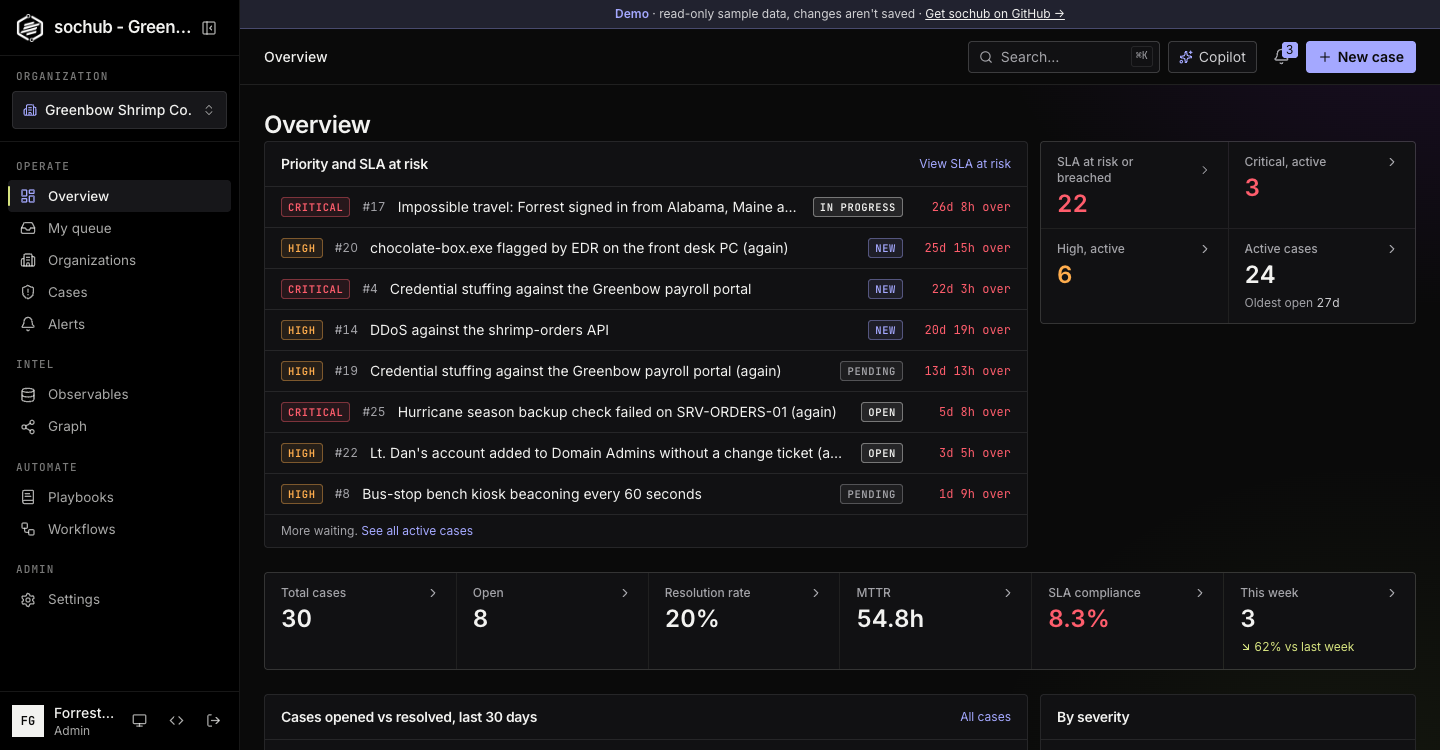 sochub - Green...
ORGANIZATION
Greenbow Shrimp Co.
OPERATE
Overview
My queue
Organizations
Cases
Alerts
INTEL
Observables
Graph
AUTOMATE
Playbooks
Workflows
ADMIN
Settings
FG
Forrest...
Admin
Demo · read-only sample data, changes aren't saved · Get sochub on GitHub →
Overview
Search...
⌘K
Copilot
3
New case
Overview
Priority and SLA at risk
View SLA at risk
CRITICAL #17 Impossible travel: Forrest signed in from Alabama, Maine a... IN PROGRESS 26d 8h over
HIGH #20 chocolate-box.exe flagged by EDR on the front desk PC (again) NEW 25d 15h over
CRITICAL #4 Credential stuffing against the Greenbow payroll portal NEW 22d 3h over
HIGH #14 DDoS against the shrimp-orders API NEW 20d 19h over
HIGH #19 Credential stuffing against the Greenbow payroll portal (again) PENDING 13d 13h over
CRITICAL #25 Hurricane season backup check failed on SRV-ORDERS-01 (again) OPEN 5d 8h over
HIGH #22 Lt. Dan's account added to Domain Admins without a change ticket (a... OPEN 3d 5h over
HIGH #8 Bus-stop bench kiosk beaconing every 60 seconds PENDING 1d 9h over
More waiting. See all active cases
SLA at risk or
breached
22
Critical, active
3
High, active
6
Active cases
24
Oldest open 27d
Total cases
30
Open
8
Resolution rate
20%
MTTR
54.8h
SLA compliance
8.3%
This week
3
↘ 62% vs last week
Cases opened vs resolved, last 30 days
All cases
By severity